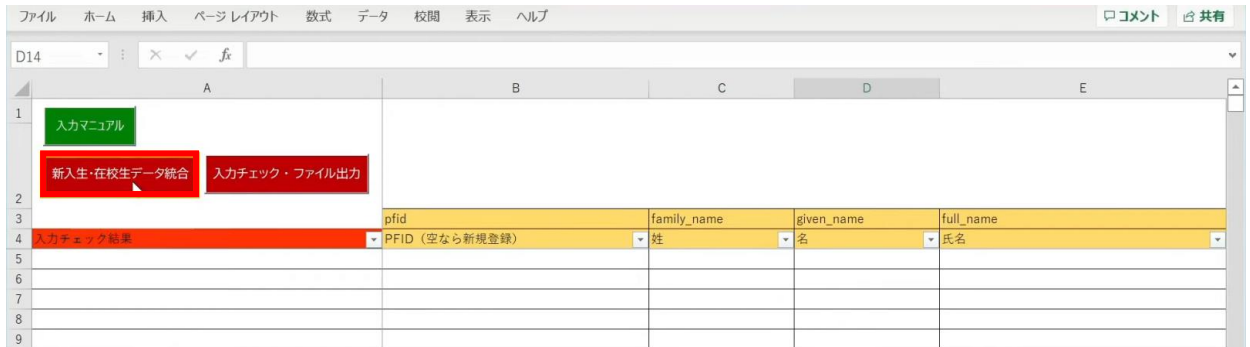 ファイル ホーム 挿入 ページ レイアウト 数式 データ 校閲 表示 ヘルプ コメント 共有
D14 fx
A B C D E
1
入力マニュアル
新入生・在校生データ統合 入力チェック・ファイル出力
2
3 pfid family_name given_name full_name
4 入力チェック結果 PFID（空なら新規登録） 姓 名 氏名
5
6
7
8
9